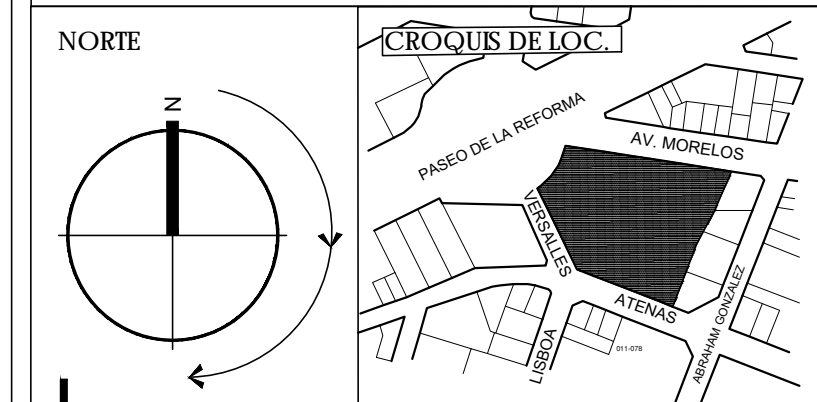 NORTE
N
CROQUIS DE LOC.
PASEO DE LA REFORMA
AV. MORELOS
VERSALLES
ATENAS
LISBOA
011-078
ABRAHAM GONZALEZ